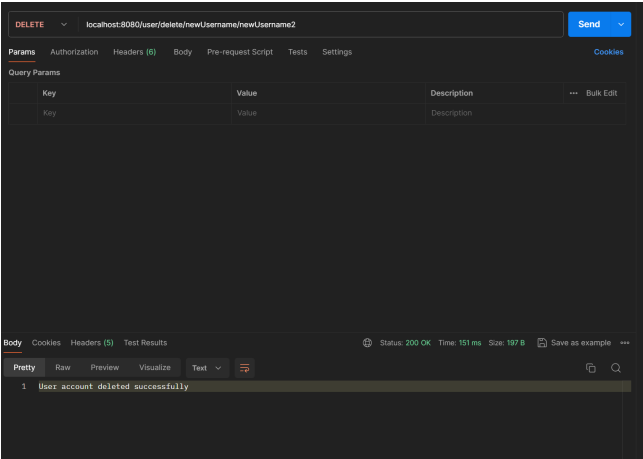 DELETE localhost:8080/user/delete/newUsername/newUsername2 Send
Params Authorization Headers (6) Body Pre-request Script Tests Settings Cookies
Query Params
Key Value Description ••• Bulk Edit
Key Value Description
Body Cookies Headers (5) Test Results Status: 200 OK Time: 151 ms Size: 197 B Save as example •••
Pretty Raw Preview Visualize Text
1 User account deleted successfully